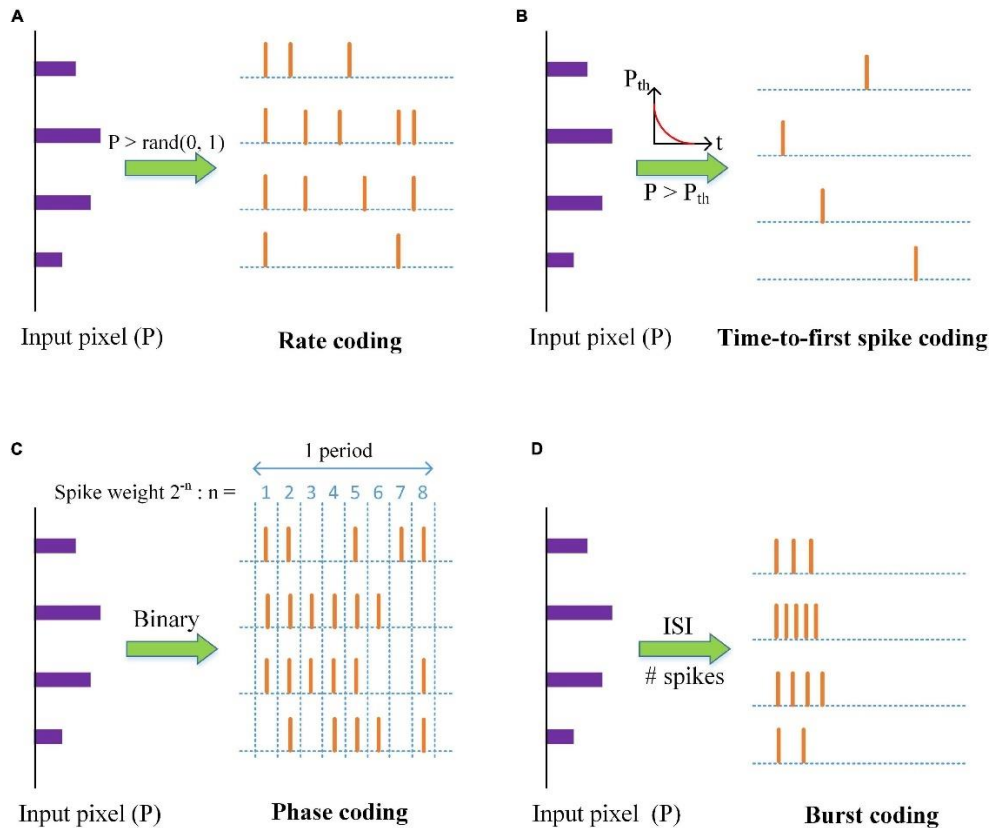 A
P > rand(0, 1)
Input pixel (P)
Rate coding
B
Pth
t
P > Pth
Input pixel (P)
Time-to-first spike coding
C
1 period
Spike weight 2-n : n = 1 2 3 4 5 6 7 8
Binary
Input pixel (P)
Phase coding
D
ISI
# spikes
Input pixel (P)
Burst coding